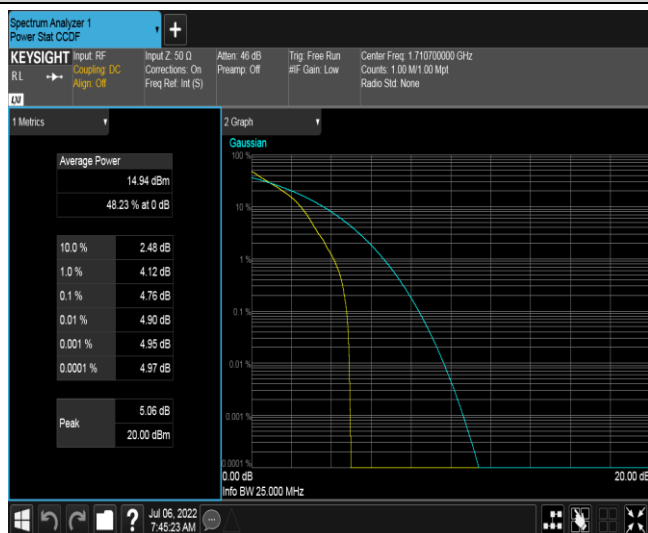 Spectrum Analyzer 1
Power Stat CCDF
+
KEYSIGHT
RL
LXI
Input: RF
Coupling: DC
Align: Off
Input Z: 50 Ω
Corrections: On
Freq Ref: Int (S)
Atten: 46 dB
Preamp: Off
Trig: Free Run
#IF Gain: Low
Center Freq: 1.710700000 GHz
Counts: 1.00 M/1.00 Mpt
Radio Std: None
1 Metrics
Average Power
14.94 dBm
48.23 % at 0 dB
10.0 % 2.48 dB
1.0 % 4.12 dB
0.1 % 4.76 dB
0.01 % 4.90 dB
0.001 % 4.95 dB
0.0001 % 4.97 dB
Peak
5.06 dB
20.00 dBm
2 Graph
Gaussian
100 %
10 %
1 %
0.1 %
0.01 %
0.001 %
0.0001 %
0.00 dB
20.00 dB
Info BW 25.000 MHz
?
Jul 06, 2022
7:45:23 AM